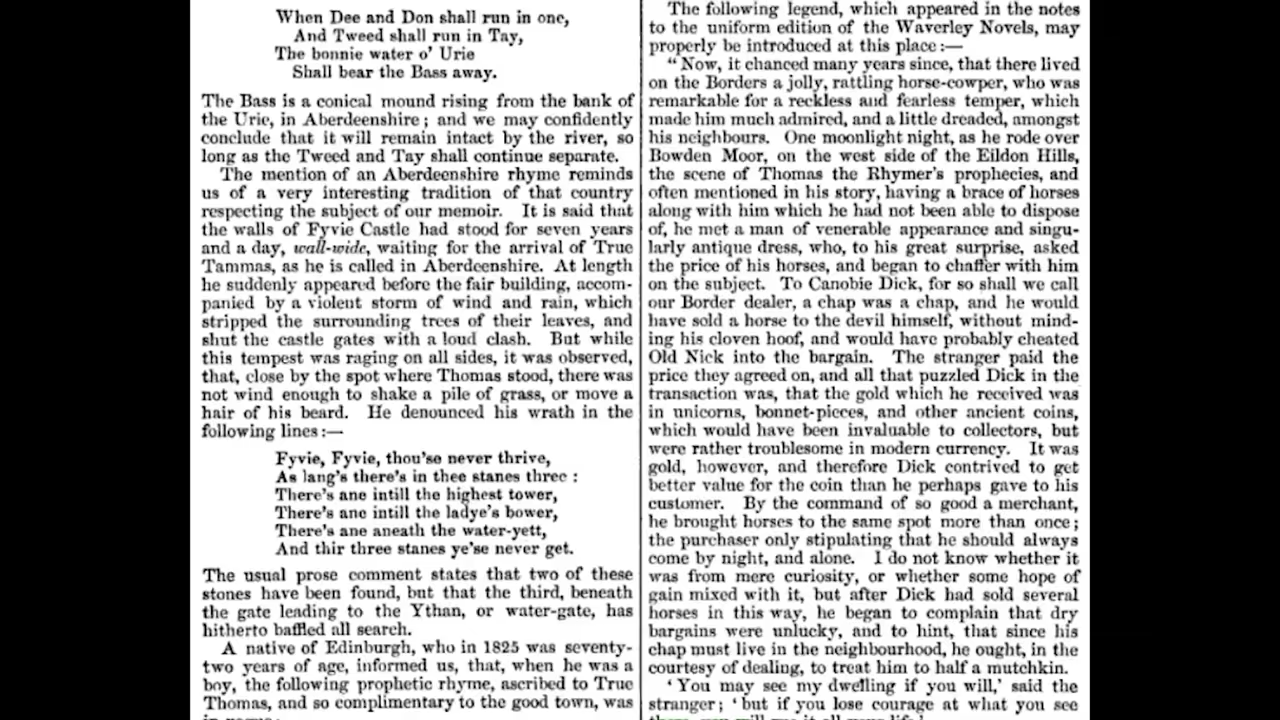 When Dee and Don shall run in one,
And Tweed shall run in Tay,
The bonnie water o' Urie
Shall bear the Bass away.
The Bass is a conical mound rising from the bank of
the Urie, in Aberdeenshire; and we may confidently
conclude that it will remain intact by the river, so
long as the Tweed and Tay shall continue separate.
The mention of an Aberdeenshire rhyme reminds
us of a very interesting tradition of that country
respecting the subject of our memoir. It is said that
the walls of Fyvie Castle had stood for seven years
and a day, wall-wide, waiting for the arrival of True
Tammas, as he is called in Aberdeenshire. At length
he suddenly appeared before the fair building, accom-
panied by a violent storm of wind and rain, which
stripped the surrounding trees of their leaves, and
shut the castle gates with a loud clash. But while
this tempest was raging on all sides, it was observed,
that, close by the spot where Thomas stood, there was
not wind enough to shake a pile of grass, or move a
hair of his beard. He denounced his wrath in the
following lines:—
Fyvie, Fyvie, thou'se never thrive,
As lang's there's in thee stanes three :
There's ane intill the highest tower,
There's ane intill the ladye's bower,
There's ane aneath the water-yett,
And thir three stanes ye'se never get.
The usual prose comment states that two of these
stones have been found, but that the third, beneath
the gate leading to the Ythan, or water-gate, has
hitherto baffled all search.
A native of Edinburgh, who in 1825 was seventy-
two years of age, informed us, that, when he was a
boy, the following prophetic rhyme, ascribed to True
Thomas, and so complimentary to the good town, was
The following legend, which appeared in the notes
to the uniform edition of the Waverley Novels, may
properly be introduced at this place:—
"Now, it chanced many years since, that there lived
on the Borders a jolly, rattling horse-cowper, who was
remarkable for a reckless and fearless temper, which
made him much admired, and a little dreaded, amongst
his neighbours. One moonlight night, as he rode over
Bowden Moor, on the west side of the Eildon Hills,
the scene of Thomas the Rhymer's prophecies, and
often mentioned in his story, having a brace of horses
along with him which he had not been able to dispose
of, he met a man of venerable appearance and singu-
larly antique dress, who, to his great surprise, asked
the price of his horses, and began to chaffer with him
on the subject. To Canobie Dick, for so shall we call
our Border dealer, a chap was a chap, and he would
have sold a horse to the devil himself, without mind-
ing his cloven hoof, and would have probably cheated
Old Nick into the bargain. The stranger paid the
price they agreed on, and all that puzzled Dick in the
transaction was, that the gold which he received was
in unicorns, bonnet-pieces, and other ancient coins,
which would have been invaluable to collectors, but
were rather troublesome in modern currency. It was
gold, however, and therefore Dick contrived to get
better value for the coin than he perhaps gave to his
customer. By the command of so good a merchant,
he brought horses to the same spot more than once;
the purchaser only stipulating that he should always
come by night, and alone. I do not know whether it
was from mere curiosity, or whether some hope of
gain mixed with it, but after Dick had sold several
horses in this way, he began to complain that dry
bargains were unlucky, and to hint, that since his
chap must live in the neighbourhood, he ought, in the
courtesy of dealing, to treat him to half a mutchkin.
'You may see my dwelling if you will,' said the
stranger; 'but if you lose courage at what you see